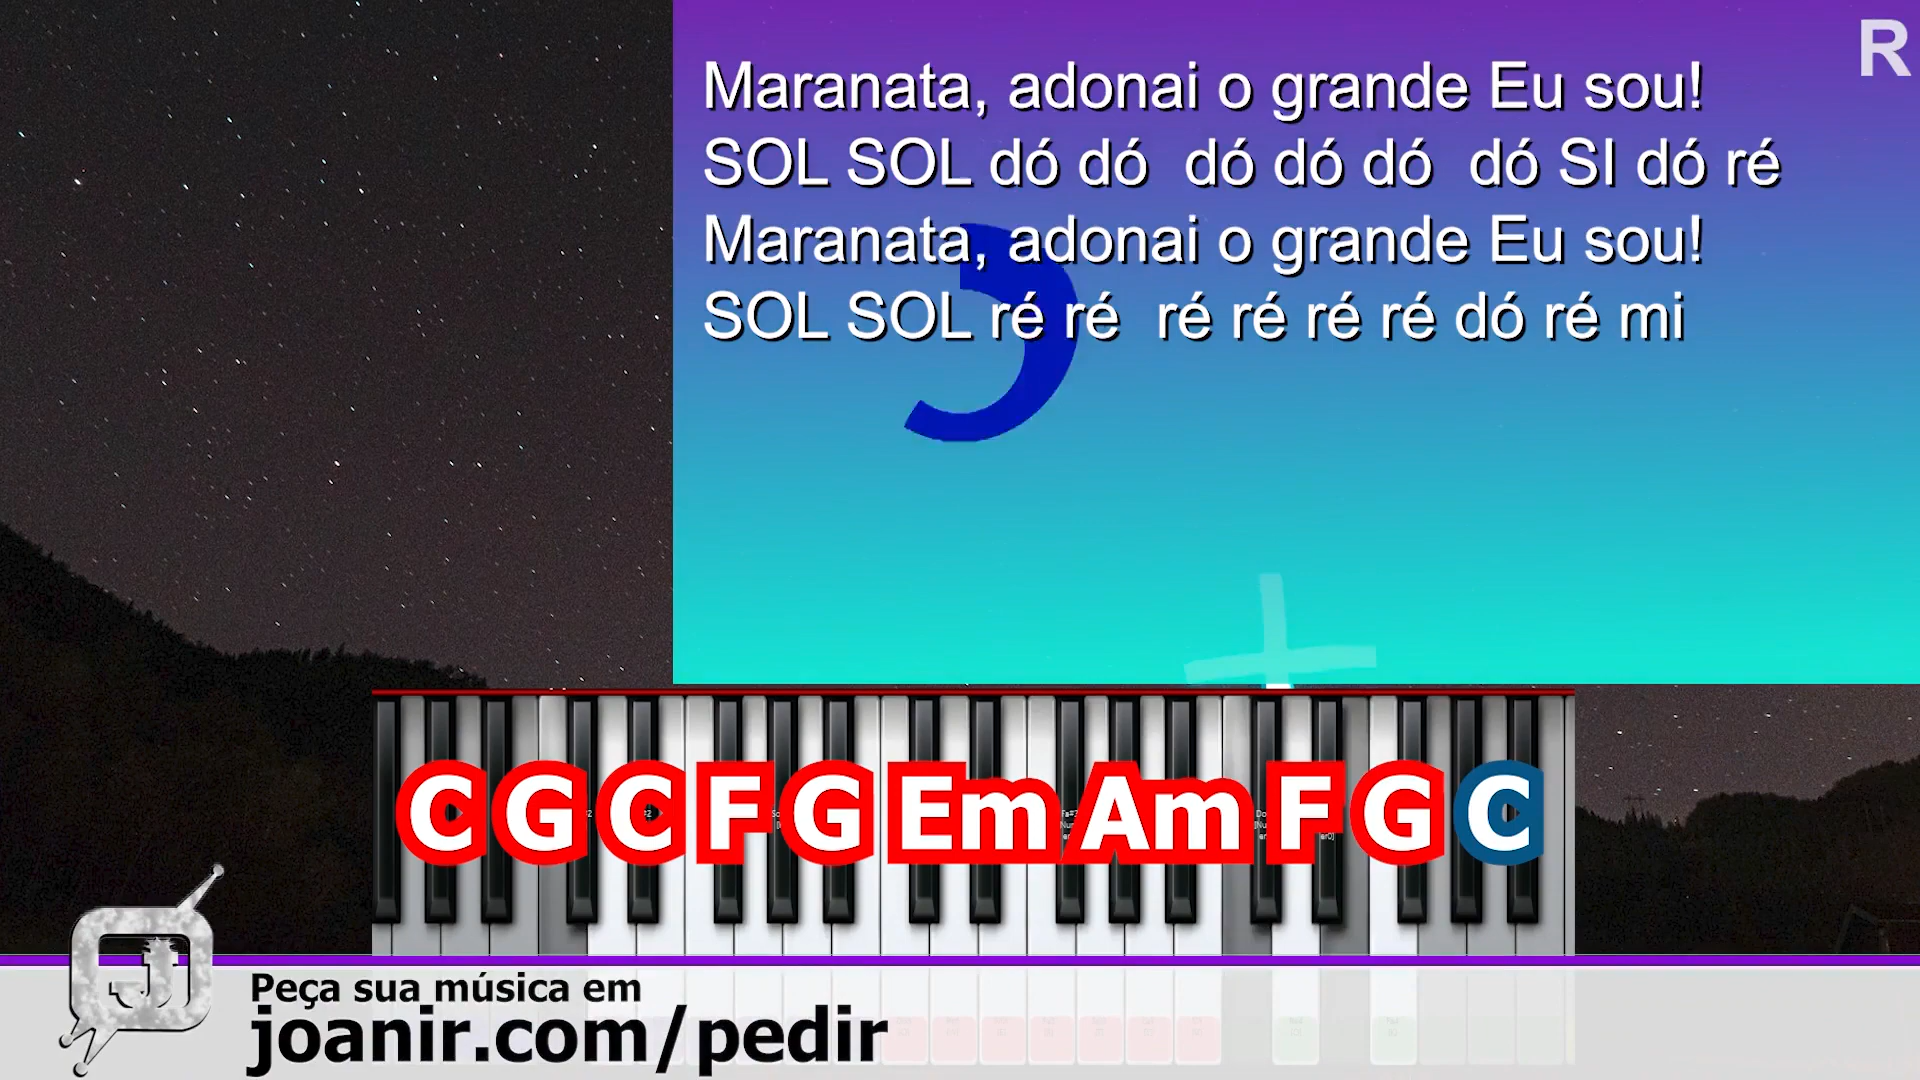 R
Maranata, adonai o grande Eu sou!
SOL SOL dó dó  dó dó dó  dó SI dó ré
Maranata, adonai o grande Eu sou!
SOL SOL ré ré  ré ré ré ré dó ré mi
C G C F G Em Am F G C
Peça sua música em
joanir.com/pedir